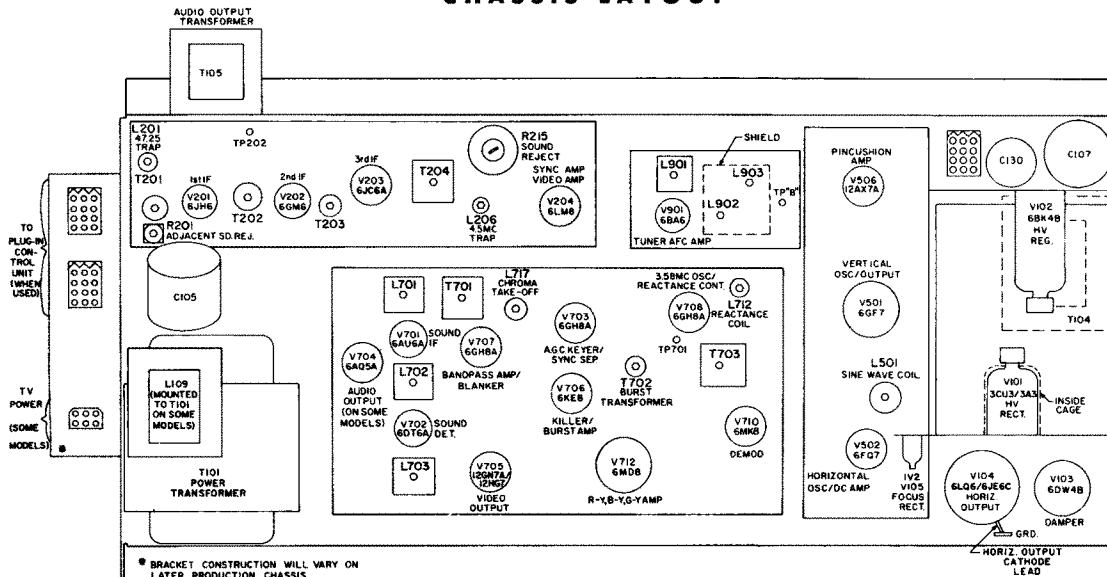 CHASSIS LAYOUT
AUDIO OUTPUT
TRANSFORMER
T105
L201
47.25
TRAP
T201
TP202
1st IF
V201
6JH6
R201
ADJACENT SD. REJ.
T202
2nd IF
V202
6GM6
T203
3rd IF
V203
6JC6A
T204
R215
SOUND
REJECT
L206
4.5MC
TRAP
SYNC AMP
VIDEO AMP
V204
6LM8
SHIELD
L901
L903
L902
TP"B"
V901
6BA6
TUNER AFC AMP
PINCUSHION
AMP
V506
12AX7A
VERTICAL
OSC/OUTPUT
V501
6GF7
L501
SINE WAVE COIL
V502
6FQ7
HORIZONTAL
OSC/DC AMP
C130
C107
V102
6BK4B
HV
REG.
T104
V101
3CU3/3A3
HV
RECT.
INSIDE
CAGE
1V2
V105
FOCUS
RECT.
V104
6LQ6/6JE6C
HORIZ.
OUTPUT
V103
6DW4B
DAMPER
GRD.
HORIZ. OUTPUT
CATHODE
LEAD
TO
PLUG-IN
CON-
TROL
UNIT
(WHEN
USED)
C105
TV
POWER
(SOME
MODELS)
L109
(MOUNTED
TO T101
ON SOME
MODELS)
T101
POWER
TRANSFORMER
L701
T701
L717
CHROMA
TAKE-OFF
V701
6AU6A
SOUND
IF
V704
6AQ5A
AUDIO
OUTPUT
(ON SOME
MODELS)
L702
V707
6GH8A
BANDPASS AMP/
BLANKER
V702
6DT6A
SOUND
DET.
L703
V705
12GN7A/
12HG7
VIDEO
OUTPUT
V703
6GH8A
AGC KEYER/
SYNC SEP
V706
6KE8
KILLER/
BURST AMP
V712
6MD8
R-Y, B-Y, G-Y AMP
3.58MC OSC/
REACTANCE CONT.
V708
6GH8A
L712
REACTANCE
COIL
TP701
T702
BURST
TRANSFORMER
T703
V710
6MK8
DEMOD
* BRACKET CONSTRUCTION WILL VARY ON
LATER PRODUCTION CHASSIS